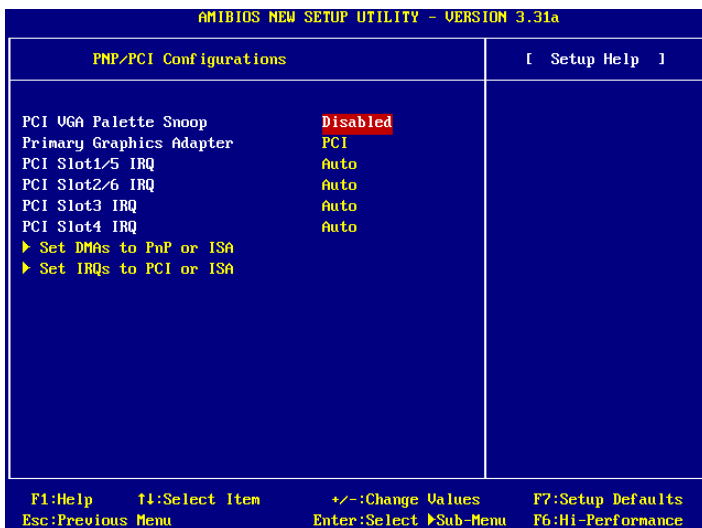 AMIBIOS NEW SETUP UTILITY - VERSION 3.31a
PNP/PCI Configurations
[ Setup Help ]
PCI VGA Palette Snoop Disabled
Primary Graphics Adapter PCI
PCI Slot1/5 IRQ Auto
PCI Slot2/6 IRQ Auto
PCI Slot3 IRQ Auto
PCI Slot4 IRQ Auto
▶ Set DMAs to PnP or ISA
▶ Set IRQs to PCI or ISA
F1:Help ↑↓:Select Item +/-:Change Values F7:Setup Defaults
Esc:Previous Menu Enter:Select ▶Sub-Menu F6:Hi-Performance